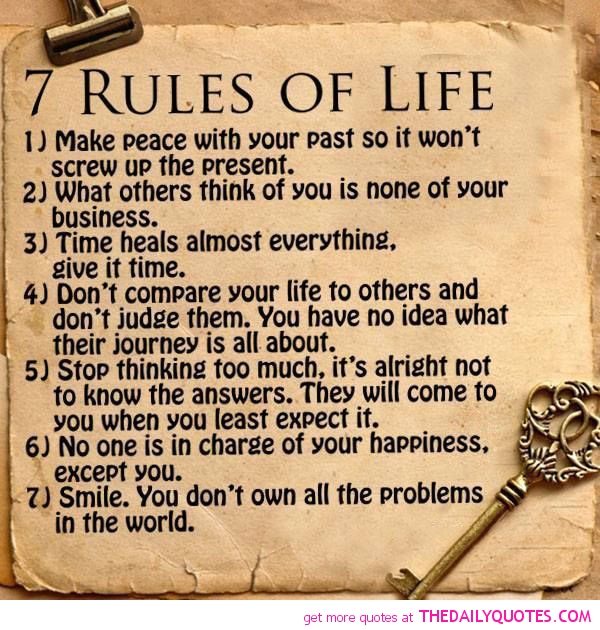 7 Rules of Life
1) Make peace with your past so it won't
screw up the present.
2) What others think of you is none of your
business.
3) Time heals almost everything,
give it time.
4) Don't compare your life to others and
don't judge them. You have no idea what
their journey is all about.
5) Stop thinking too much, it's alright not
to know the answers. They will come to
you when you least expect it.
6) No one is in charge of your happiness,
except you.
7) Smile. You don't own all the problems
in the world.
get more quotes at THEDAILYQUOTES.COM